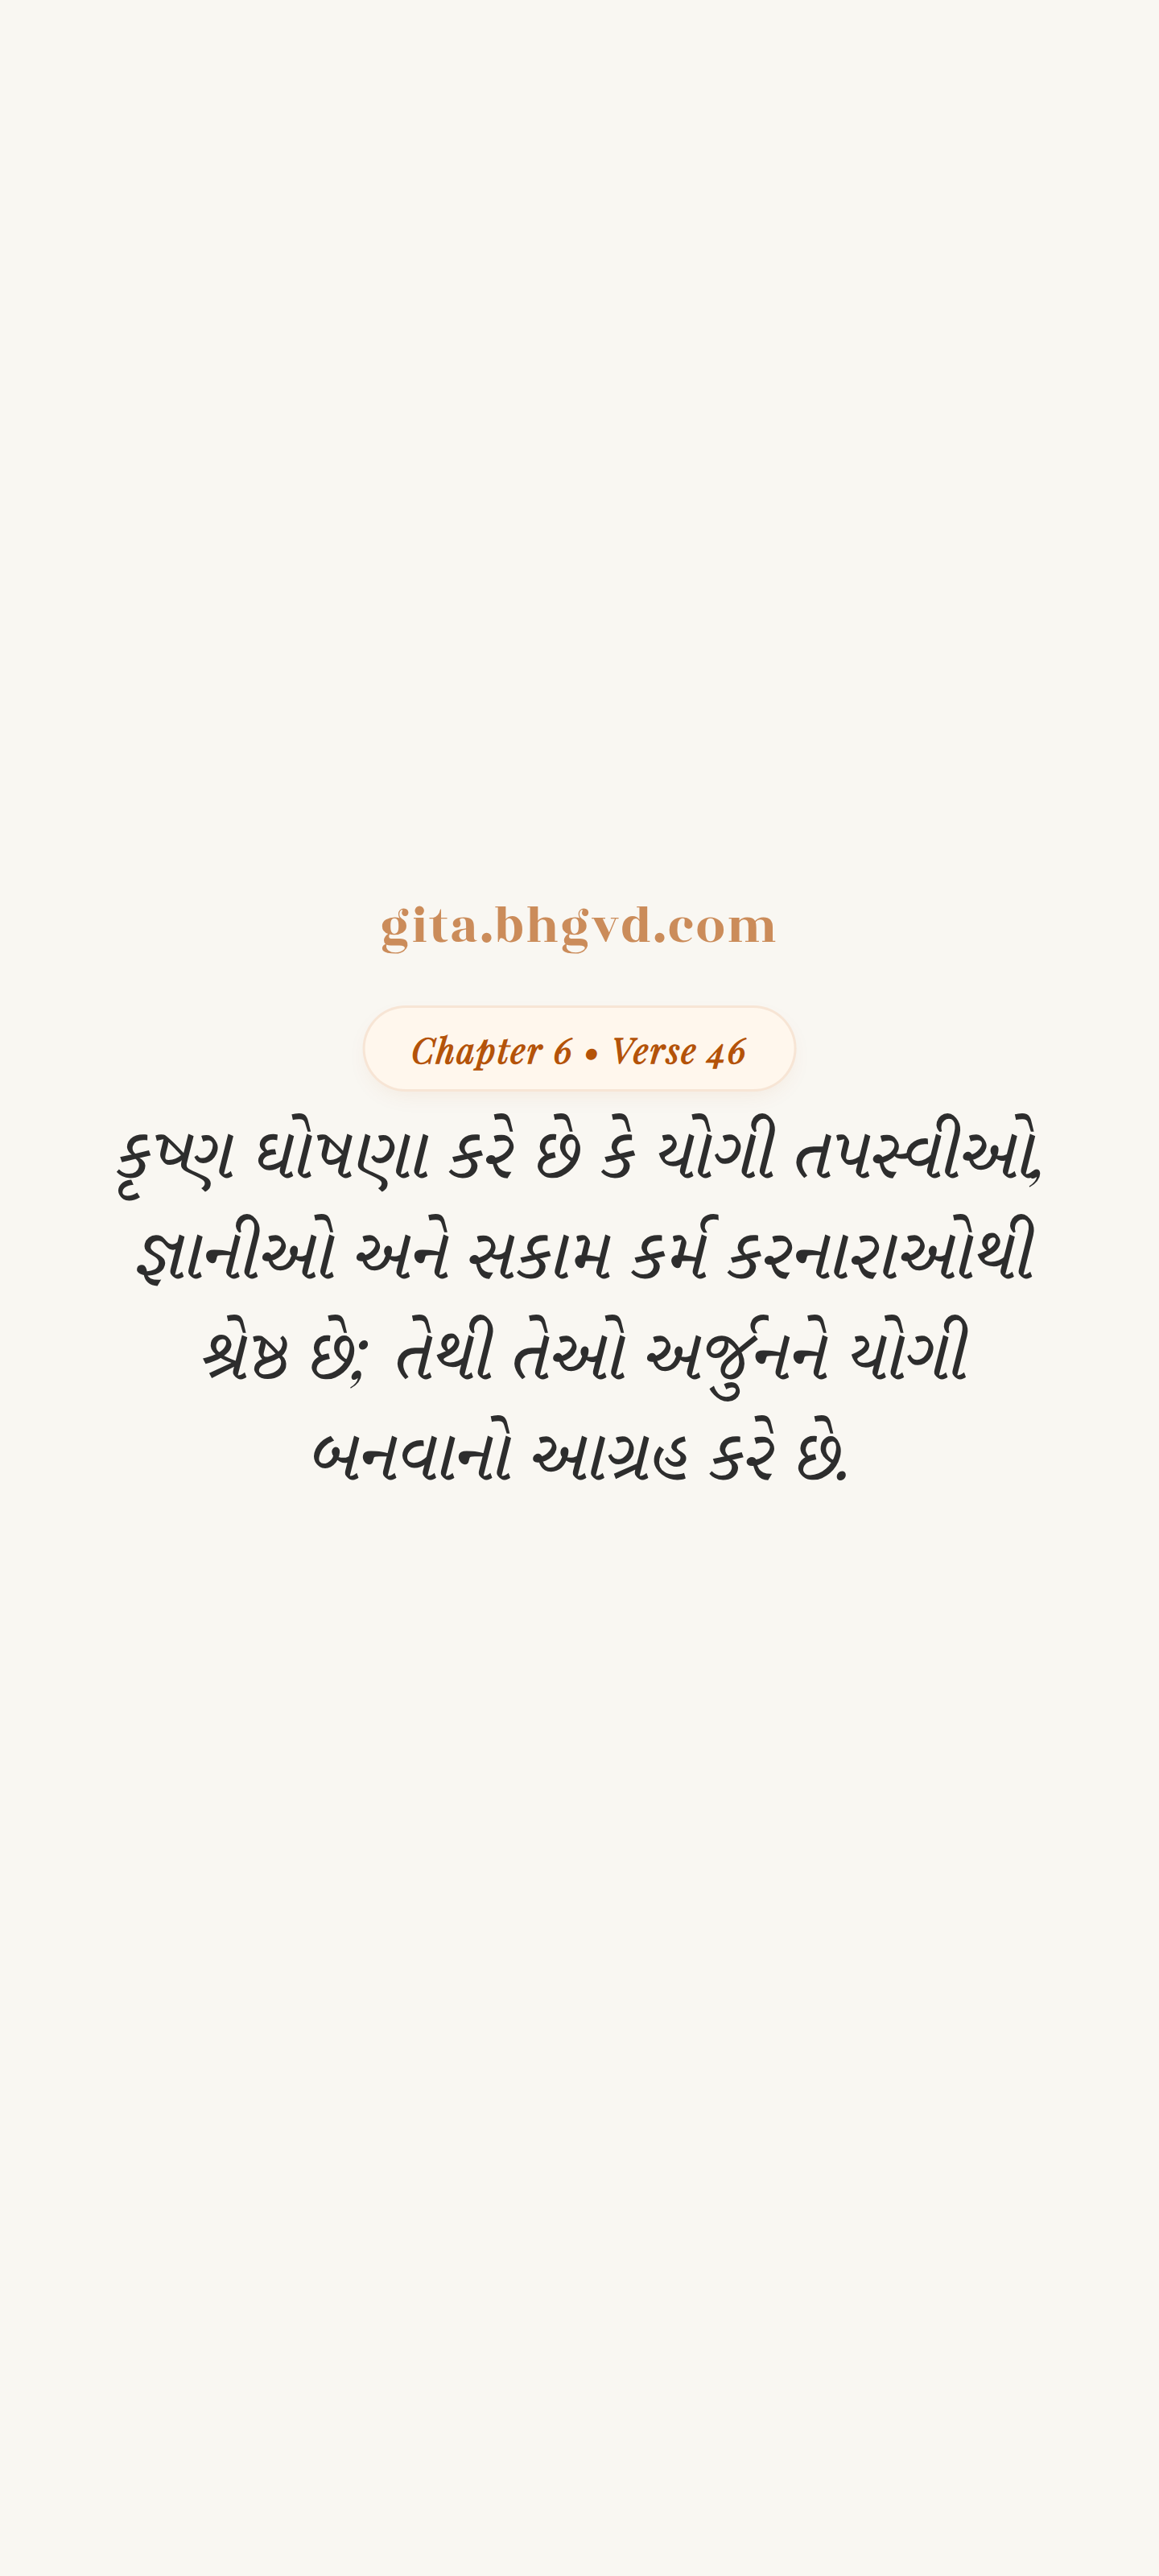 gita.bhgvd.com
Chapter 6 • Verse 46
કૃષ્ણ ઘોષણા કરે છે કે યોગી તપસ્વીઓ,
જ્ઞાનીઓ અને સકામ કર્મ કરનારાઓથી
શ્રેષ્ઠ છે; તેથી તેઓ અર્જુનને યોગી
બનવાનો આગ્રહ કરે છે.